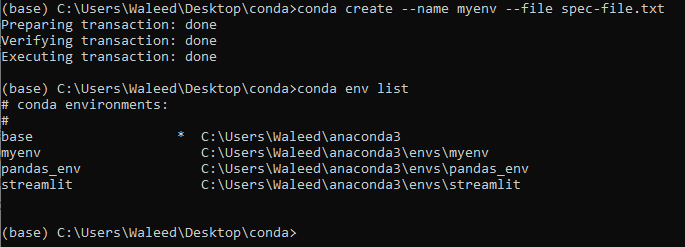 (base) C:\Users\Waleed\Desktop\conda>conda create --name myenv --file spec-file.txt
Preparing transaction: done
Verifying transaction: done
Executing transaction: done
(base) C:\Users\Waleed\Desktop\conda>conda env list
# conda environments:
#
base                  *  C:\Users\Waleed\anaconda3
myenv                    C:\Users\Waleed\anaconda3\envs\myenv
pandas_env               C:\Users\Waleed\anaconda3\envs\pandas_env
streamlit                C:\Users\Waleed\anaconda3\envs\streamlit
(base) C:\Users\Waleed\Desktop\conda>